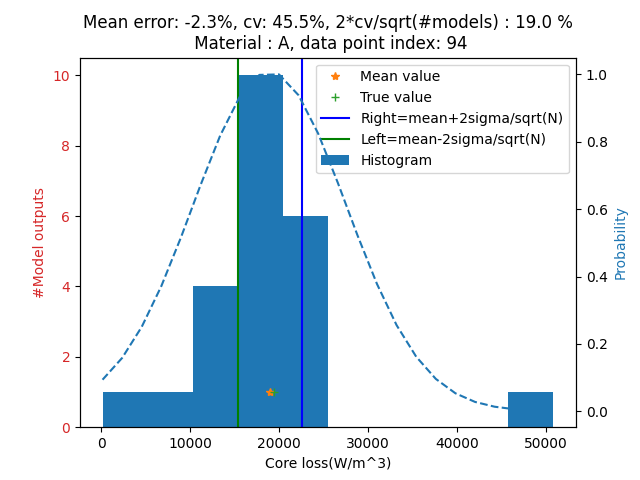 Mean error: -2.3%, cv: 45.5%, 2*cv/sqrt(#models) : 19.0 %
Material : A, data point index: 94
Mean value
True value
Right=mean+2sigma/sqrt(N)
Left=mean-2sigma/sqrt(N)
Histogram
#Model outputs
10
8
6
4
2
0
Probability
1.0
0.8
0.6
0.4
0.2
0.0
0 10000 20000 30000 40000 50000
Core loss(W/m^3)